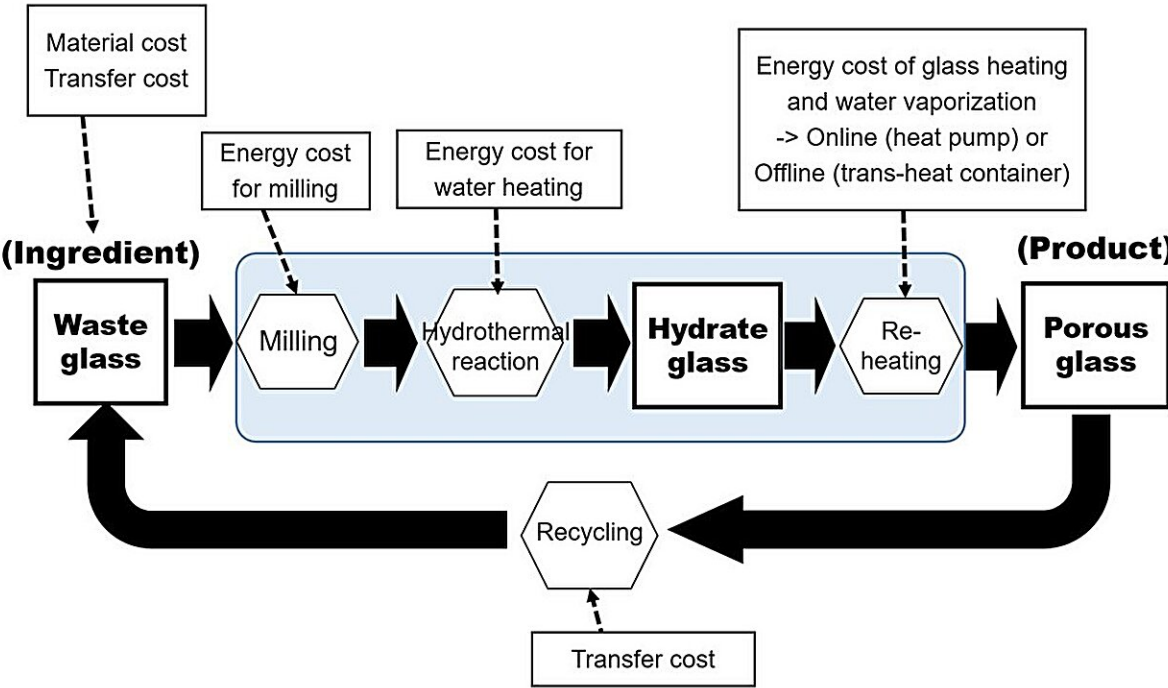 Material cost
Transfer cost
Energy cost
for milling
Energy cost for
water heating
Energy cost of glass heating
and water vaporization
-> Online (heat pump) or
Offline (trans-heat container)
(Ingredient)
(Product)
Waste
glass
Milling
Hydrothermal
reaction
Hydrate
glass
Re-
heating
Porous
glass
Recycling
Transfer cost